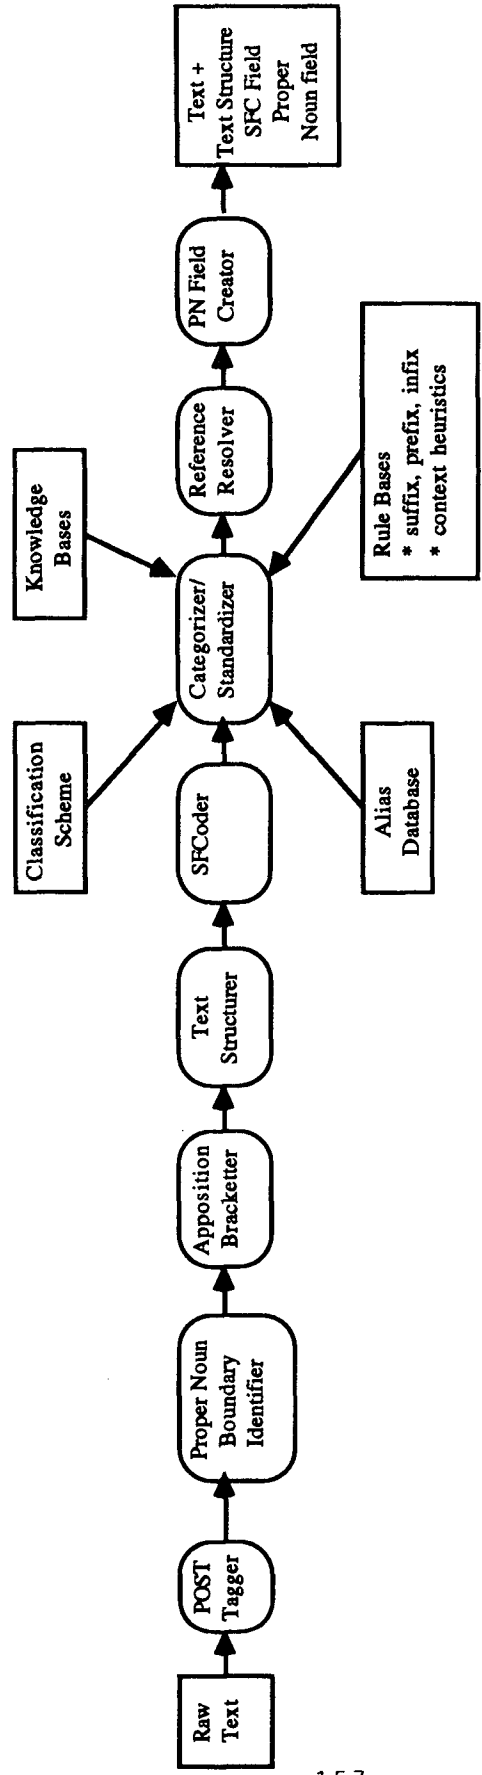 Raw
Text
POST
Tagger
Proper Noun
Boundary
Identifier
Apposition
Bracketter
Text
Structurer
SFCoder
Classification
Scheme
Knowledge
Bases
Categorizer/
Standardizer
Alias
Database
Rule Bases
* suffix, prefix, infix
* context heuristics
Reference
Resolver
PN Field
Creator
Text +
Text Structure
SFC Field
Proper
Noun field